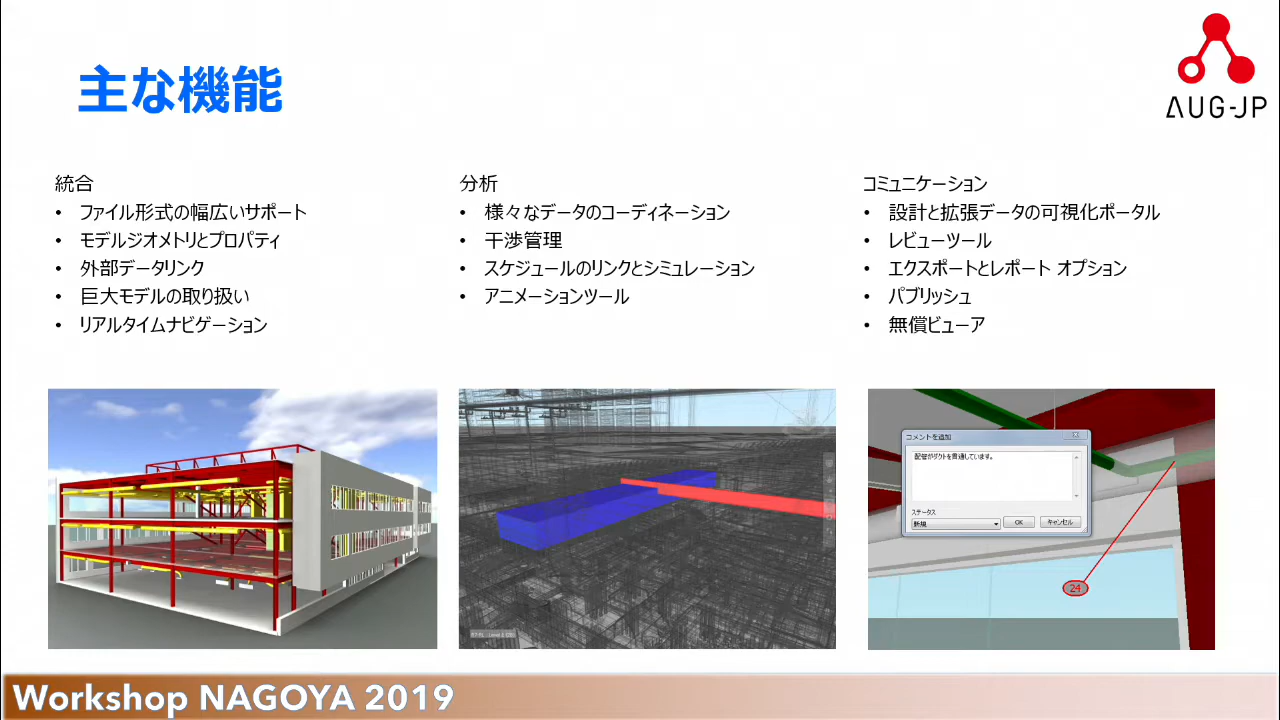 主な機能
AUG-JP
統合
• ファイル形式の幅広いサポート
• モデルジオメトリとプロパティ
• 外部データリンク
• 巨大モデルの取り扱い
• リアルタイムナビゲーション
分析
• 様々なデータのコーディネーション
• 干渉管理
• スケジュールのリンクとシミュレーション
• アニメーションツール
コミュニケーション
• 設計と拡張データの可視化ポータル
• レビューツール
• エクスポートとレポート オプション
• パブリッシュ
• 無償ビューア
コメントを追加
配管がダクトを貫通しています。
ステータス
新規
OK
キャンセル
24
Workshop NAGOYA 2019